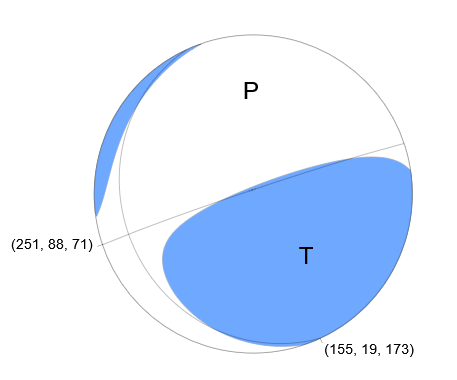 P
(251, 88, 71)
T
(155, 19, 173)